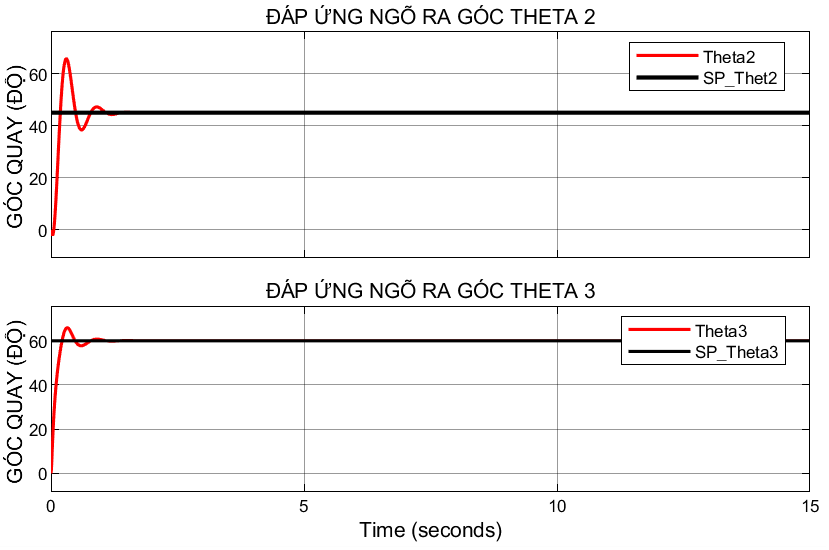 ĐÁP ỨNG NGÕ RA GÓC THETA 2
GÓC QUAY (ĐỘ)
60
40
20
0
Theta2
SP_Thet2
ĐÁP ỨNG NGÕ RA GÓC THETA 3
GÓC QUAY (ĐỘ)
60
40
20
0
Theta3
SP_Theta3
0 5 10 15
Time (seconds)